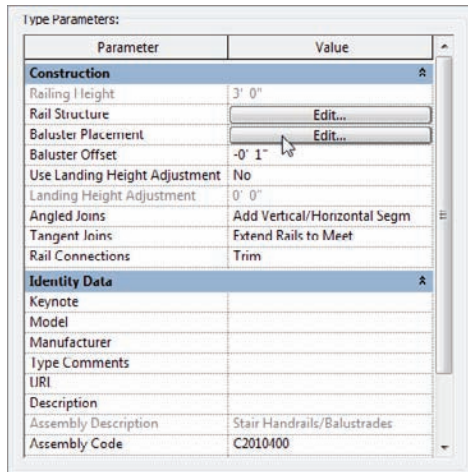 Type Parameters:
Parameter Value
Construction
Railing Height 3' 0"
Rail Structure Edit...
Baluster Placement Edit...
Baluster Offset -0' 1"
Use Landing Height Adjustment No
Landing Height Adjustment 0' 0"
Angled Joins Add Vertical/Horizontal Segm
Tangent Joins Extend Rails to Meet
Rail Connections Trim
Identity Data
Keynote
Model
Manufacturer
Type Comments
URL
Description
Assembly Description Stair Handrails/Balustrades
Assembly Code C2010400